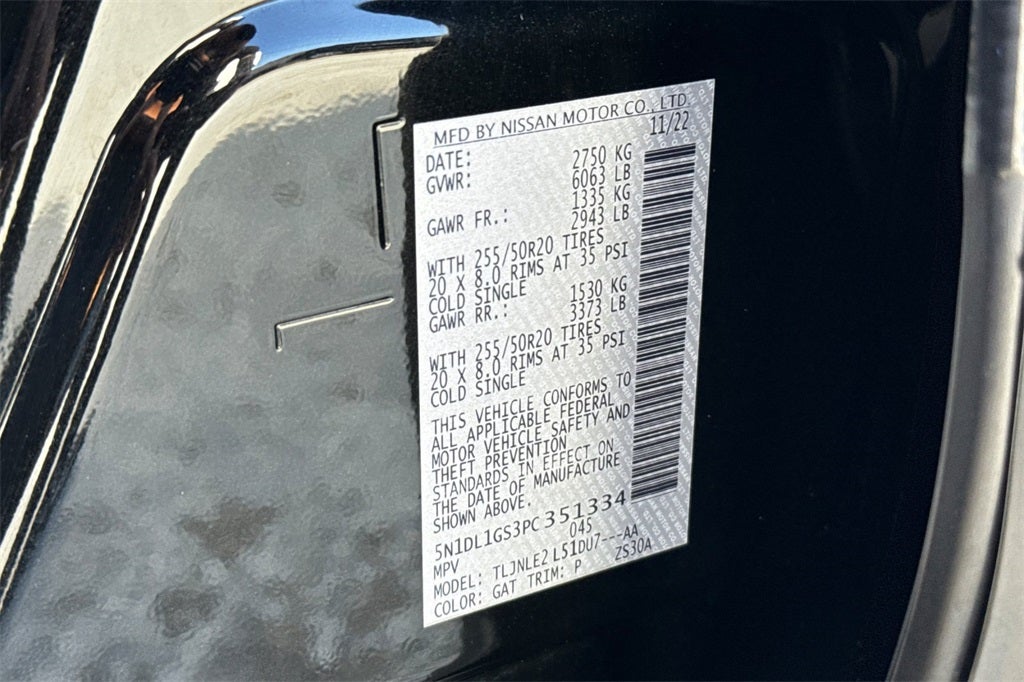 MFD BY NISSAN MOTOR CO., LTD.
DATE: 11/22
GVWR: 2750 KG
6063 LB
GAWR FR.: 1335 KG
2943 LB
WITH 255/50R20 TIRES
20 X 8.0 RIMS AT 35 PSI
COLD SINGLE
GAWR RR.: 1530 KG
3373 LB
WITH 255/50R20 TIRES
20 X 8.0 RIMS AT 35 PSI
COLD SINGLE
THIS VEHICLE CONFORMS TO
ALL APPLICABLE FEDERAL
MOTOR VEHICLE SAFETY AND
THEFT PREVENTION
STANDARDS IN EFFECT ON
THE DATE OF MANUFACTURE
SHOWN ABOVE.
5N1DL1GS3PC351334
MPV 045
MODEL: TLJNLE2 L51DU7---AA
COLOR: GAT TRIM: P ZS30A